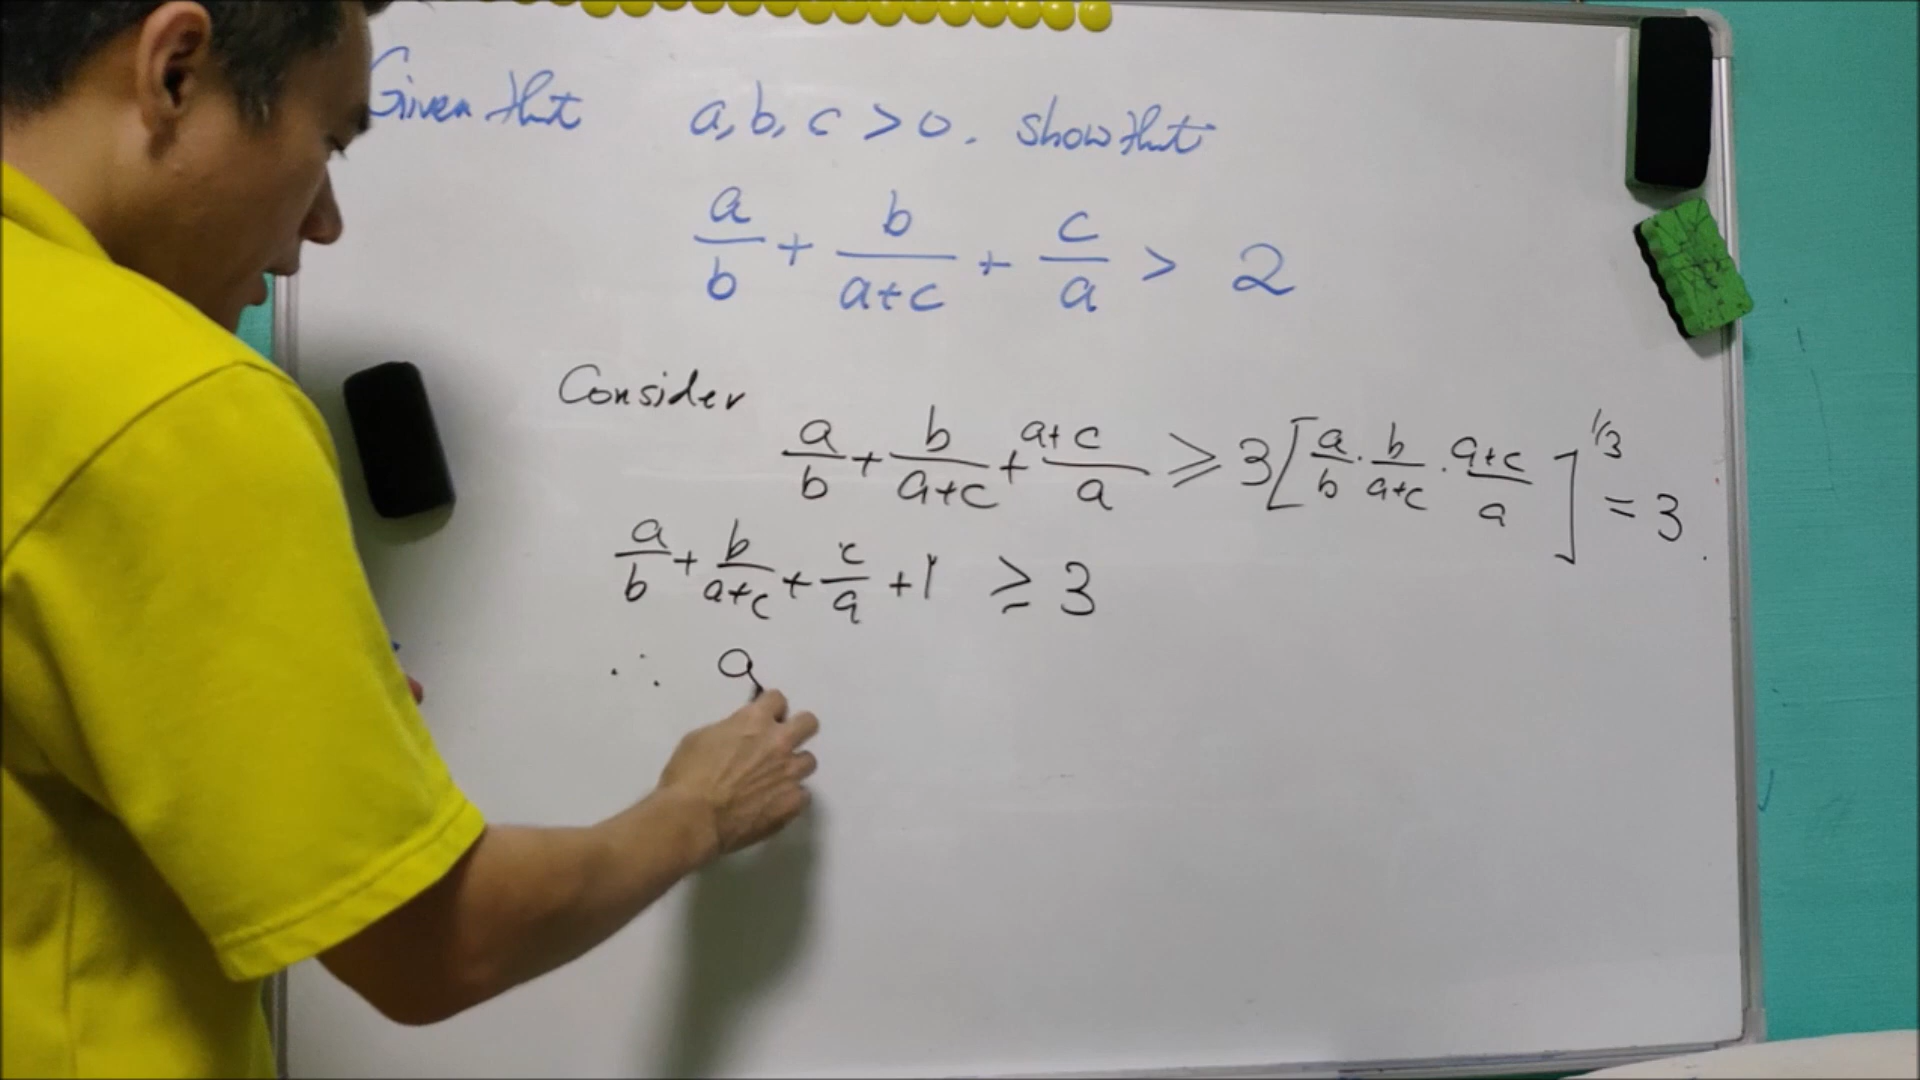 Given that a, b, c > 0. show that
a/b + b/(a+c) + c/a > 2
Consider
a/b + b/(a+c) + (a+c)/a ≥ 3[a/b · b/(a+c) · (a+c)/a]^1/3 = 3.
a/b + b/(a+c) + c/a + 1 ≥ 3
∴ a